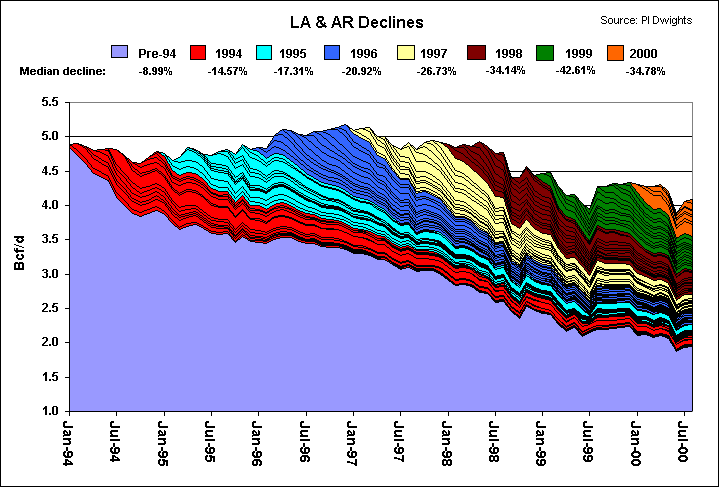 LA & AR Declines
Source: PI Dwights
Pre-94 1994 1995 1996 1997 1998 1999 2000
Median decline: -8.99% -14.57% -17.31% -20.92% -26.73% -34.14% -42.61% -34.78%
Bcf/d
5.5
5.0
4.5
4.0
3.5
3.0
2.5
2.0
1.5
1.0
Jan-94 Jul-94 Jan-95 Jul-95 Jan-96 Jul-96 Jan-97 Jul-97 Jan-98 Jul-98 Jan-99 Jul-99 Jan-00 Jul-00